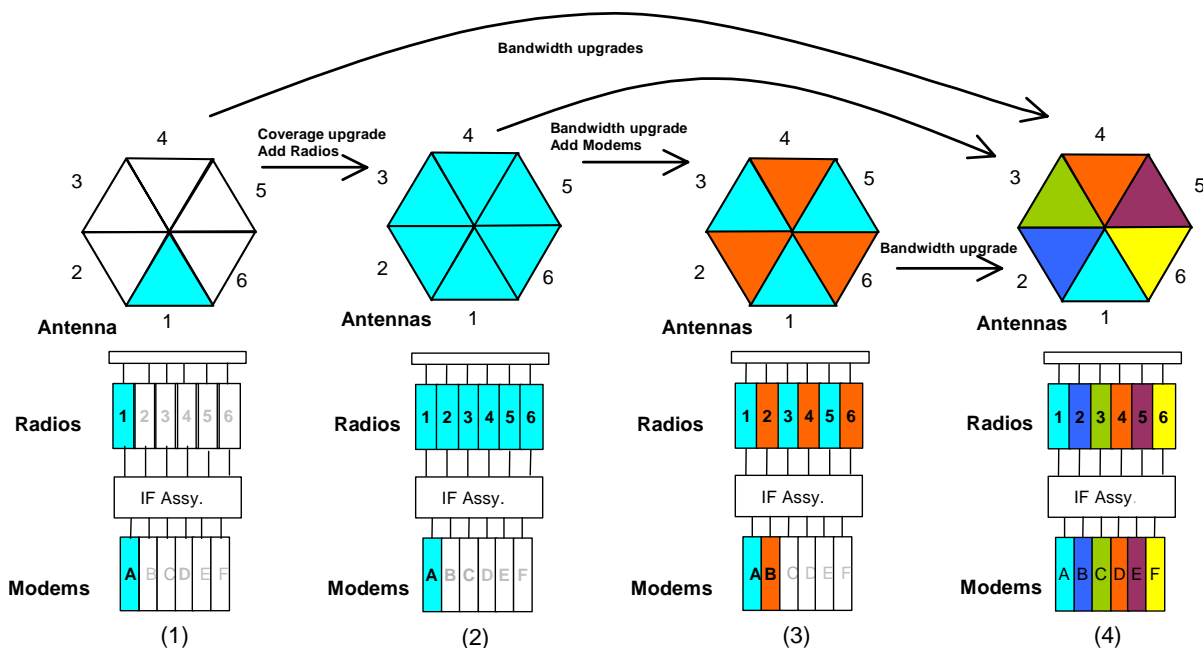 Bandwidth upgrades
Coverage upgrade
Add Radios
Bandwidth upgrade
Add Modems
Bandwidth upgrade
4
3
5
2
6
1
Antenna
4
3
5
2
6
1
Antennas
4
3
5
2
6
1
Antennas
4
3
5
2
6
1
Antennas
Radios
1 2 3 4 5 6
IF Assy.
Modems
A B C D E F
(1)
Radios
1 2 3 4 5 6
IF Assy.
Modems
A B C D E F
(2)
Radios
1 2 3 4 5 6
IF Assy.
Modems
A B C D E F
(3)
Radios
1 2 3 4 5 6
IF Assy.
Modems
A B C D E F
(4)